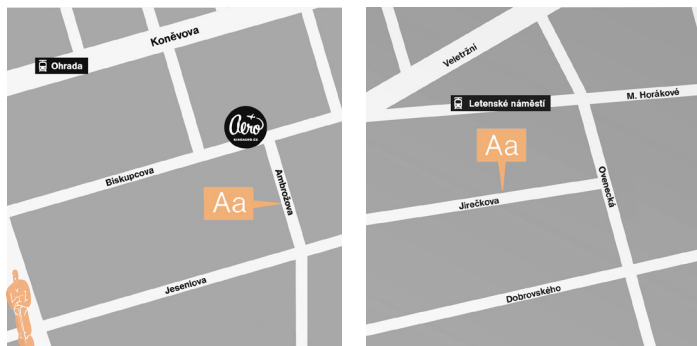 Koněvova
Ohrada
Aero
Biskupcova
Ambrožova
Aa
Jeseniova
Veletržní
M. Horákové
Letenské náměstí
Aa
Ovenecká
Jirečkova
Dobrovského